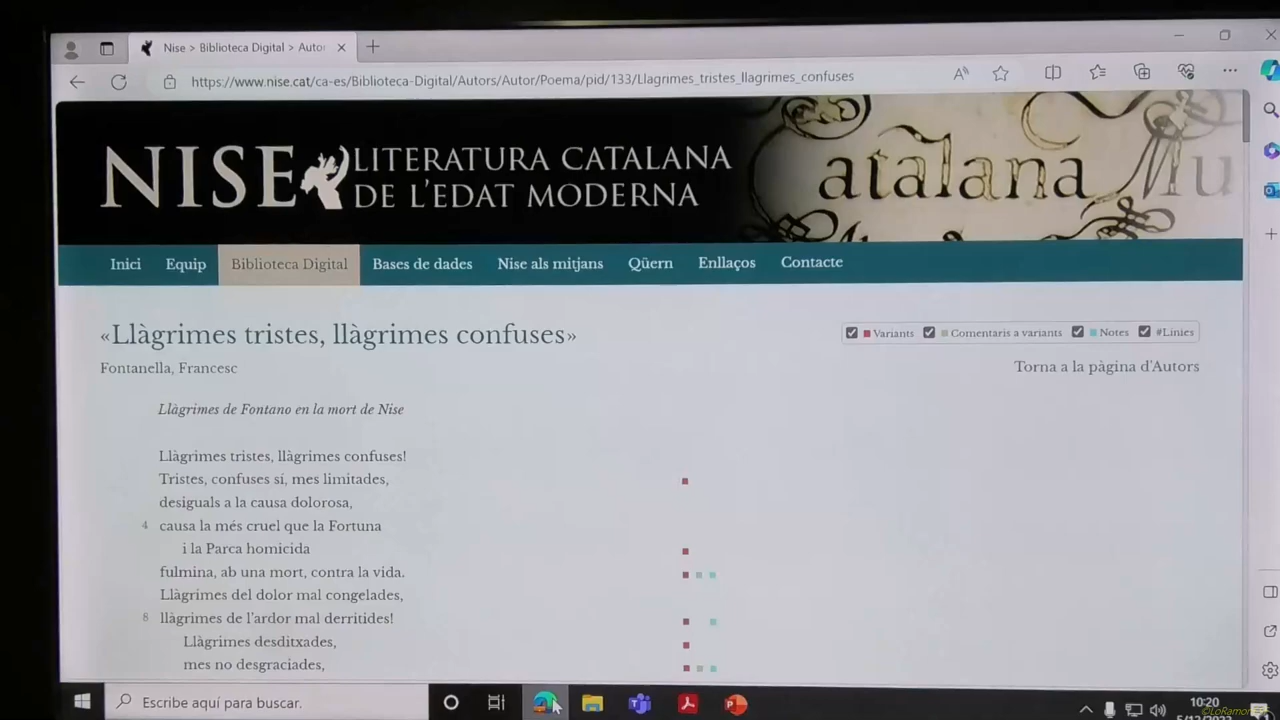 Nise > Biblioteca Digital > Autor
https://www.nise.cat/ca-es/Biblioteca-Digital/Autors/Autor/Poema/pid/133/Llagrimes_tristes_llagrimes_confuses
NISE LITERATURA CATALANA
DE L'EDAT MODERNA
Catalana Mu
Inici Equip Biblioteca Digital Bases de dades Nise als mitjans Qüern Enllaços Contacte
«Llàgrimes tristes, llàgrimes confuses»
Variants Comentaris a variants Notes #Línies
Fontanella, Francesc
Torna a la pàgina d'Autors
Llàgrimes de Fontano en la mort de Nise
Llàgrimes tristes, llàgrimes confuses!
Tristes, confuses sí, mes limitades,
desiguals a la causa dolorosa,
4 causa la més cruel que la Fortuna
i la Parca homicida
fulmina, ab una mort, contra la vida.
Llàgrimes del dolor mal congelades,
8 llàgrimes de l'ardor mal derritides!
Llàgrimes desditxades,
mes no desgraciades,
Escribe aquí para buscar.
10:20